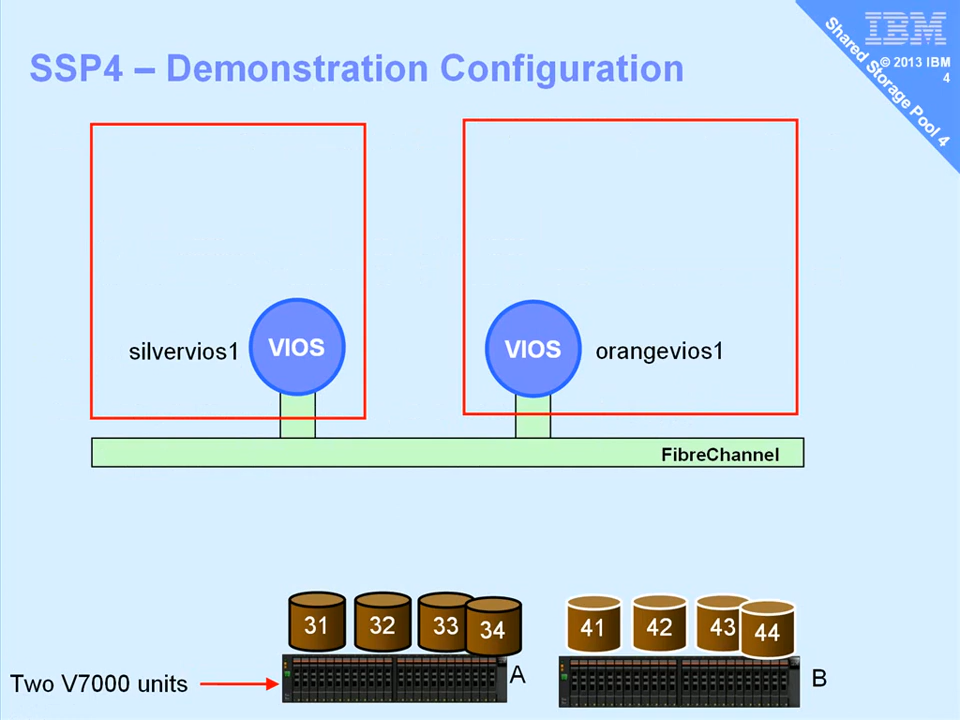 SSP4 – Demonstration Configuration
IBM
© 2013 IBM
4
Shared Storage Pool 4
silvervios1
VIOS
VIOS
orangevios1
FibreChannel
31
32
33
34
41
42
43
44
A
B
Two V7000 units